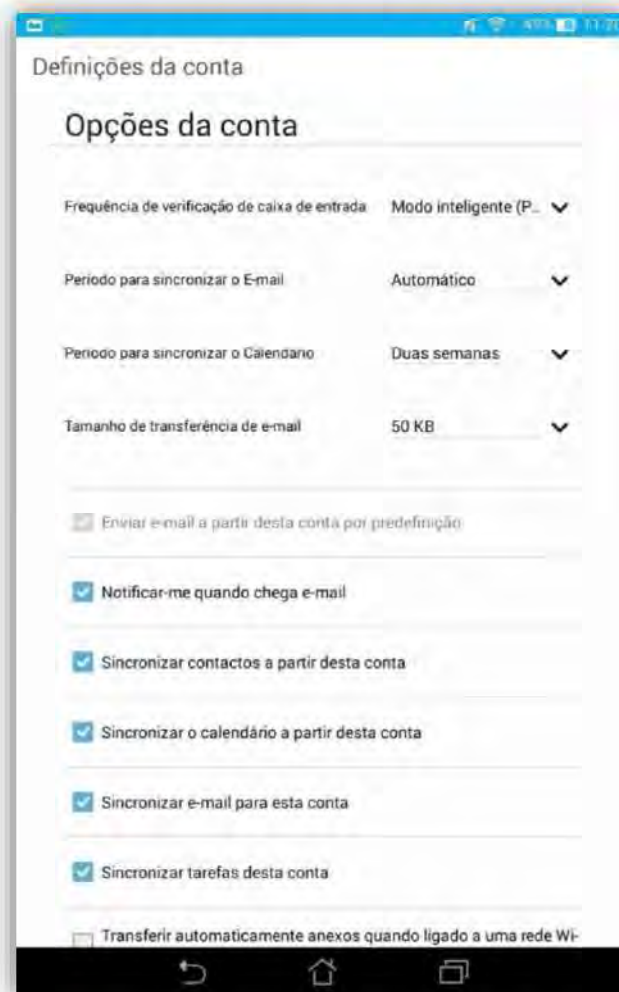 Definições da conta
Opções da conta
Frequência de verificação de caixa de entrada Modo inteligente (P...
Período para sincronizar o E-mail Automático
Período para sincronizar o Calendário Duas semanas
Tamanho de transferência de e-mail 50 KB
Enviar e-mail a partir desta conta por predefinição
Notificar-me quando chega e-mail
Sincronizar contactos a partir desta conta
Sincronizar o calendário a partir desta conta
Sincronizar e-mail para esta conta
Sincronizar tarefas desta conta
Transferir automaticamente anexos quando ligado a uma rede Wi-